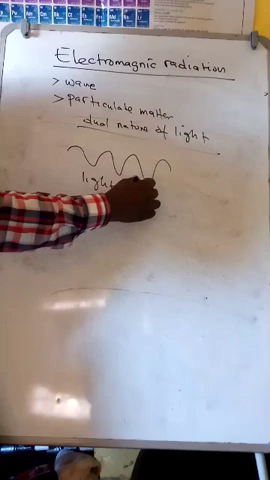 Electromagnic radiation
> wave
> particulate matter
dual nature of light
light